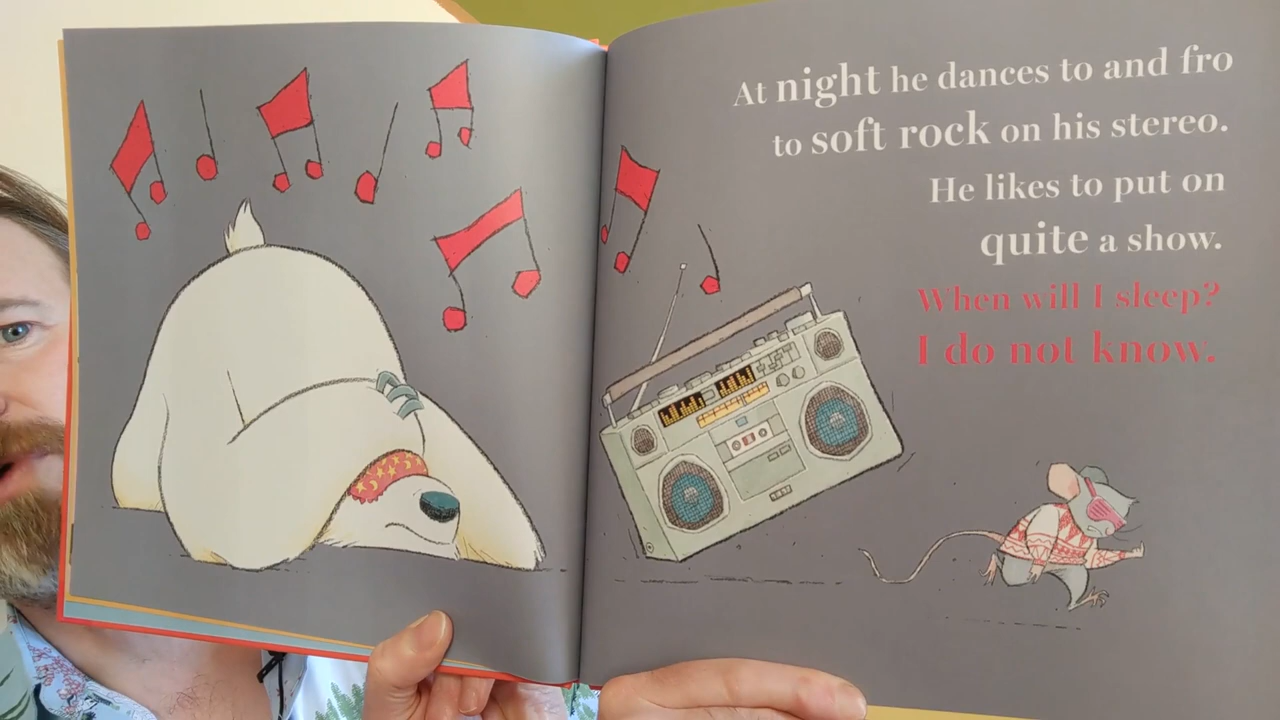 At night he dances to and fro
to soft rock on his stereo.
He likes to put on
quite a show.
When will I sleep?
I do not know.